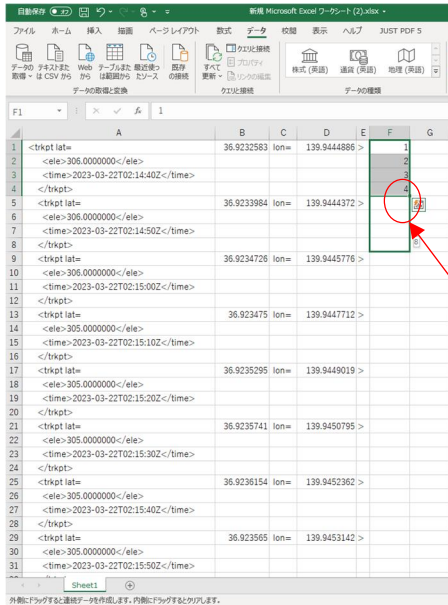 自動保存 オフ 新規 Microsoft Excel ワークシート (2).xlsx
ファイル ホーム 挿入 描画 ページ レイアウト 数式 データ 校閲 表示 ヘルプ JUST PDF 5
データの取得 テキストまたは CSV から Web から テーブルまたは範囲から 最近使ったソース 既存の接続 すべて更新 クエリと接続 プロパティ リンクの編集 株式 (英語) 通貨 (英語) 地理 (英語)
データの取得と変換 クエリと接続 データの種類
F1 fx 1
A B C D E F G
1 <trkpt lat= 36.9232583 lon= 139.9444886 > 1
2 <ele>306.0000000</ele> 2
3 <time>2023-03-22T02:14:40Z</time> 3
4 </trkpt> 4
5 <trkpt lat= 36.9233984 lon= 139.9444372 >
6 <ele>306.0000000</ele>
7 <time>2023-03-22T02:14:50Z</time>
8 </trkpt> 8
9 <trkpt lat= 36.9234726 lon= 139.9445776 >
10 <ele>306.0000000</ele>
11 <time>2023-03-22T02:15:00Z</time>
12 </trkpt>
13 <trkpt lat= 36.923475 lon= 139.9447712 >
14 <ele>305.0000000</ele>
15 <time>2023-03-22T02:15:10Z</time>
16 </trkpt>
17 <trkpt lat= 36.9235295 lon= 139.9449019 >
18 <ele>305.0000000</ele>
19 <time>2023-03-22T02:15:20Z</time>
20 </trkpt>
21 <trkpt lat= 36.9235741 lon= 139.9450795 >
22 <ele>305.0000000</ele>
23 <time>2023-03-22T02:15:30Z</time>
24 </trkpt>
25 <trkpt lat= 36.9236154 lon= 139.9452362 >
26 <ele>305.0000000</ele>
27 <time>2023-03-22T02:15:40Z</time>
28 </trkpt>
29 <trkpt lat= 36.923565 lon= 139.9453142 >
30 <ele>305.0000000</ele>
31 <time>2023-03-22T02:15:50Z</time>
Sheet1
外側にドラッグすると連続データを作成します。内側にドラッグするとクリアします。